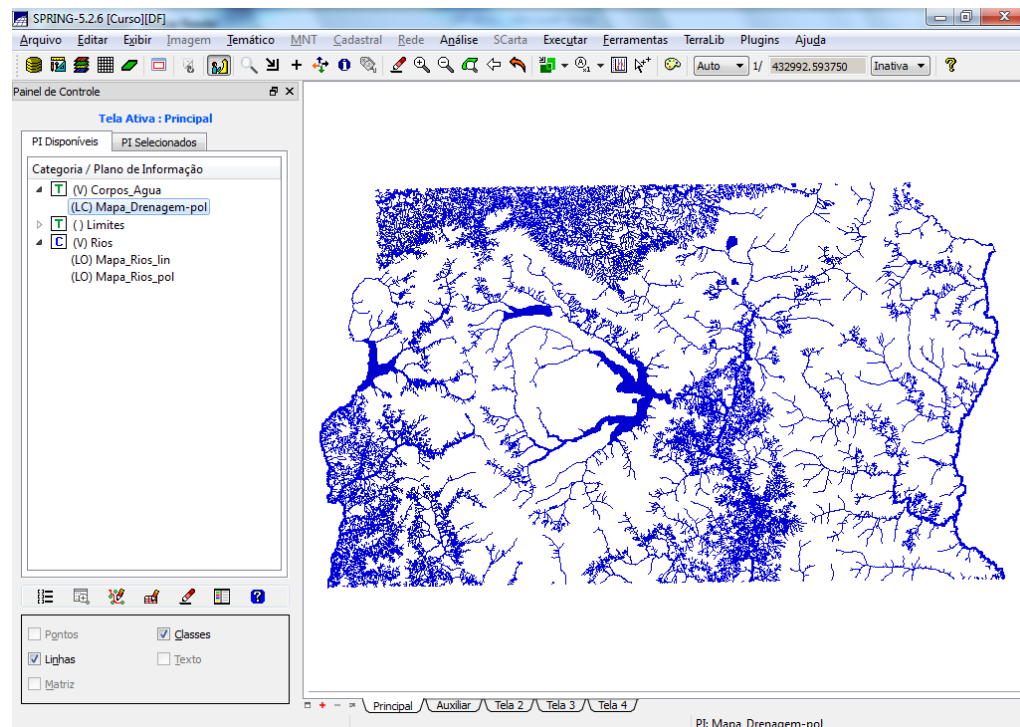 SPRING-5.2.6 [Curso][DF]
Arquivo Editar Exibir Imagem Temático MNT Cadastral Rede Análise SCarta Executar Ferramentas TerraLib Plugins Ajuda
Auto 1/ 432992.593750 Inativa
Painel de Controle
Tela Ativa : Principal
PI Disponíveis PI Selecionados
Categoria / Plano de Informação
T (V) Corpos_Agua
(LC) Mapa_Drenagem-pol
T () Limites
C (V) Rios
(LO) Mapa_Rios_lin
(LO) Mapa_Rios_pol
Pontos Classes
Linhas Texto
Matriz
Principal Auxiliar Tela 2 Tela 3 Tela 4
PI: Mapa_Drenagem-pol